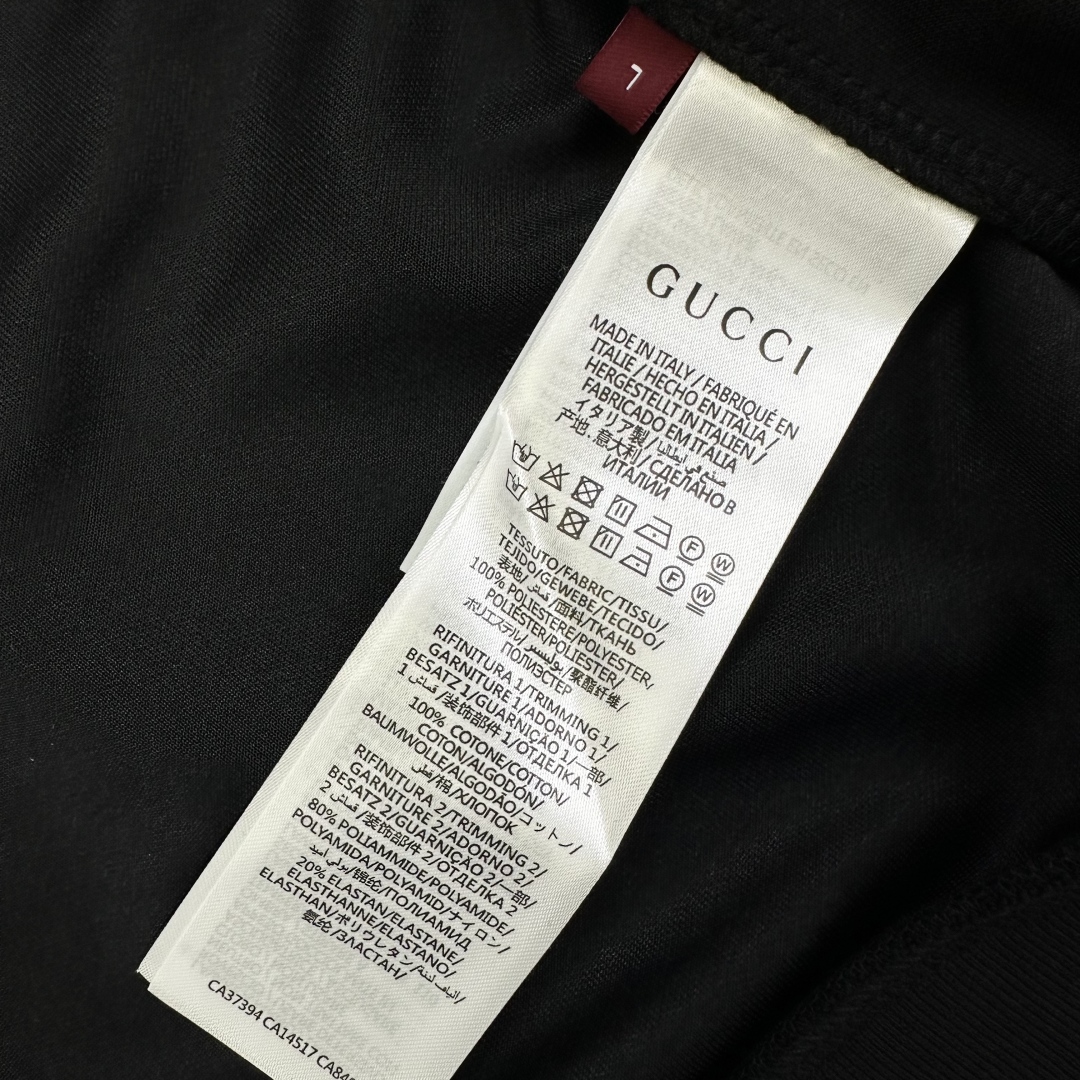 L
GUCCI
MADE IN ITALY / FABRIQUÉ EN
ITALIE / HECHO EN ITALIA /
HERGESTELLT IN ITALIEN /
FABRICADO EM ITALIA
イタリア製 / صنع في إيطاليا
产地: 意大利 / СДЕЛАНО В
ИТАЛИИ
F W
F W
TESSUTO/FABRIC/TISSU/
TEJIDO/GEWEBE/TECIDO/
表地/قماش/面料/ТКАНЬ
100% POLIESTERE/POLYESTER,
POLIÉSTER/POLIESTER/
ポリエステル/بوليستر/聚酯纤维/
ПОЛИЭСТЕР
RIFINITURA 1/TRIMMING 1/
GARNITURE 1/ADORNO 1/
BESATZ 1/GUARNIÇÃO 1/一部/
1 قماش/装饰部件 1/ОТДЕЛКА 1
100% COTONE/COTTON/
COTON/ALGODÓN/
BAUMWOLLE/ALGODÃO/コットン/
قطن/棉/ХЛОПОК
RIFINITURA 2/TRIMMING 2/
GARNITURE 2/ADORNO 2/
BESATZ 2/GUARNIÇÃO 2/一部/
2 قماش/装饰部件 2/ОТДЕЛКА 2
80% POLIAMMIDE/POLYAMIDE/
POLYAMIDA/POLYAMID/ナイロン/
بولي أميد/锦纶/ПОЛИАМИД
20% ELASTAN/ELASTANE/
ELASTHANNE/ELASTANO/
ELASTHAN/ポリウレタン/ألياف لينة/
氨纶/ЭЛАСТАН/
CA37394 CA14517 CA84